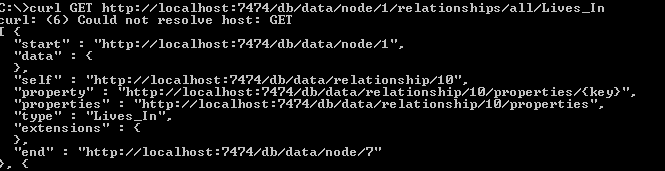 C:\>curl GET http://localhost:7474/db/data/node/1/relationships/all/Lives_In
curl: (6) Could not resolve host: GET
[ {
"start" : "http://localhost:7474/db/data/node/1",
"data" : {
},
"self" : "http://localhost:7474/db/data/relationship/10",
"property" : "http://localhost:7474/db/data/relationship/10/properties/{key}",
"properties" : "http://localhost:7474/db/data/relationship/10/properties",
"type" : "Lives_In",
"extensions" : {
},
"end" : "http://localhost:7474/db/data/node/7"
}, {